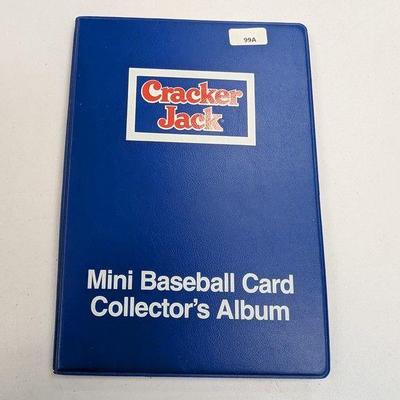 99A
Cracker
Jack
Mini Baseball Card
Collector's Album